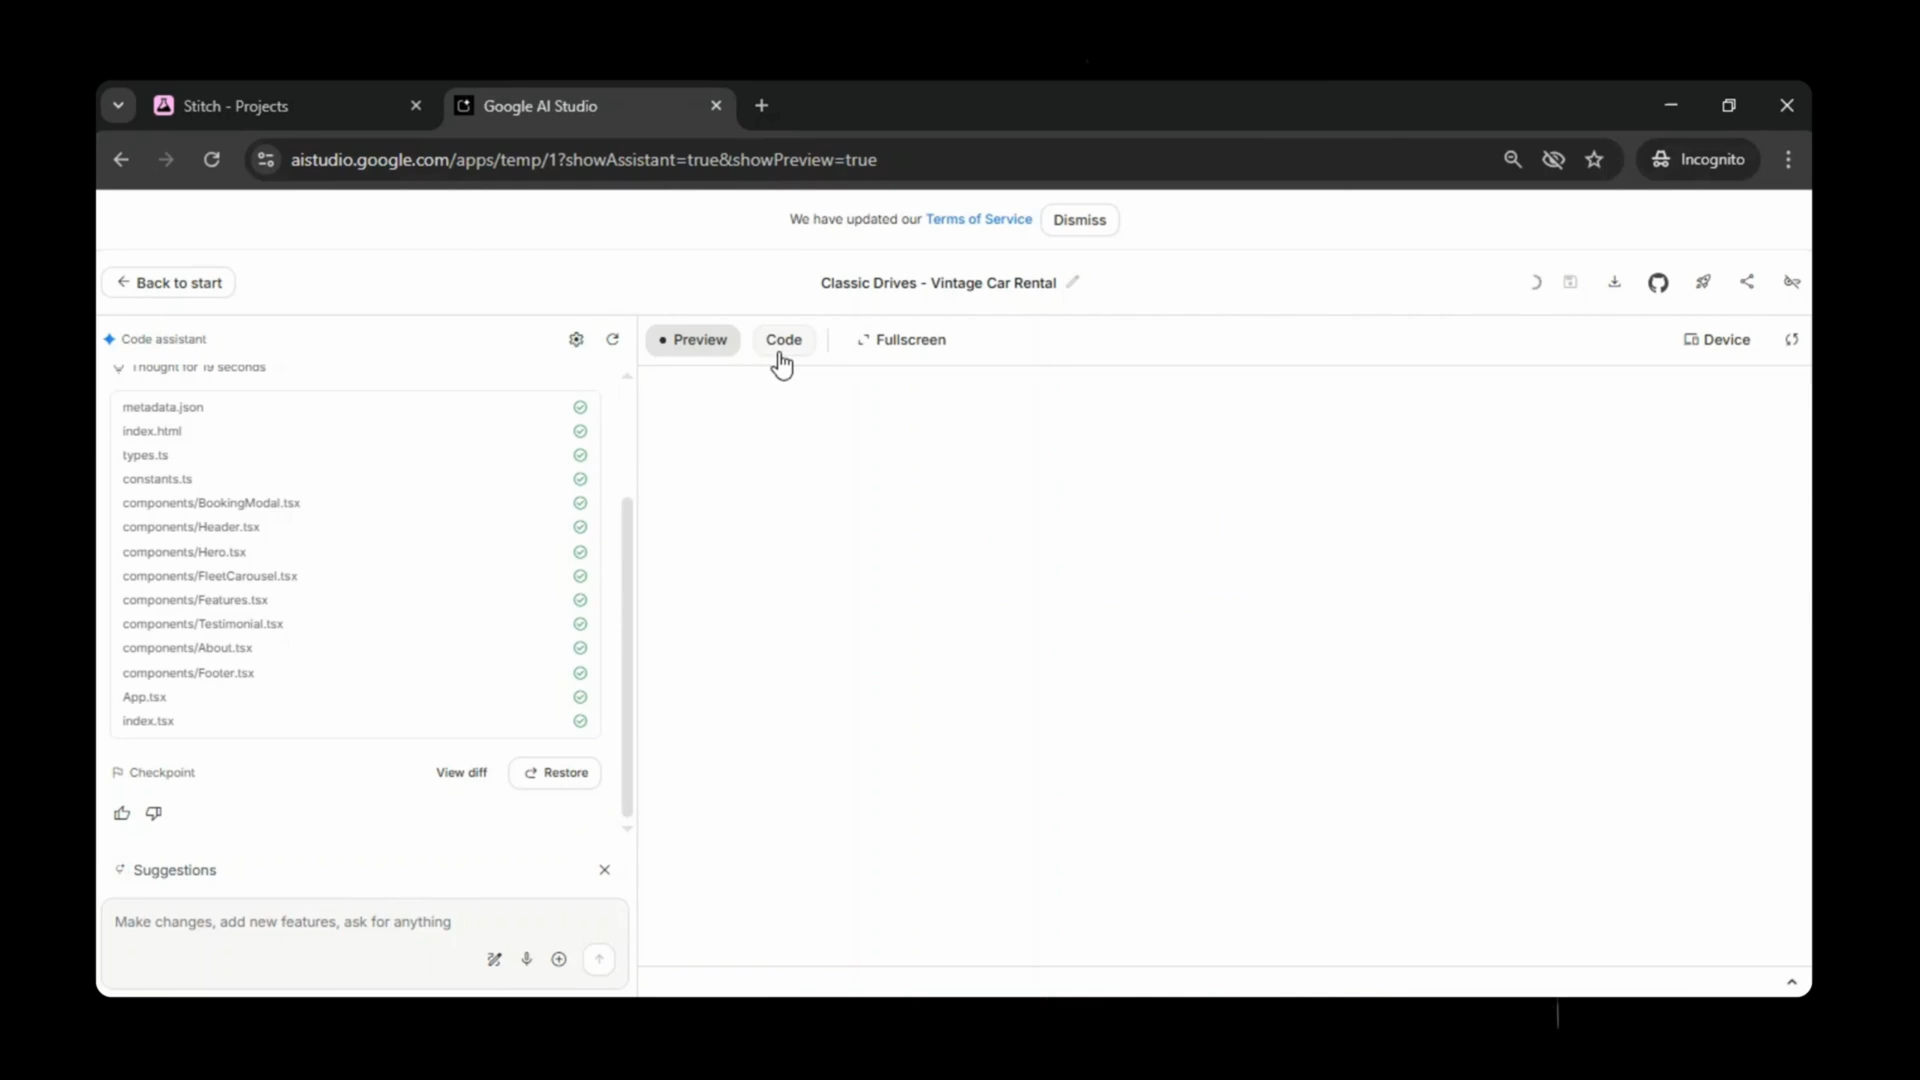 Stitch - Projects
Google AI Studio
aistudio.google.com/apps/temp/1?showAssistant=true&showPreview=true
Incognito
We have updated our Terms of Service
Dismiss
Back to start
Classic Drives - Vintage Car Rental
Code assistant
Preview
Code
Fullscreen
Device
Thought for 19 seconds
metadata.json
index.html
types.ts
constants.ts
components/BookingModal.tsx
components/Header.tsx
components/Hero.tsx
components/FleetCarousel.tsx
components/Features.tsx
components/Testimonial.tsx
components/About.tsx
components/Footer.tsx
App.tsx
index.tsx
Checkpoint
View diff
Restore
Suggestions
Make changes, add new features, ask for anything